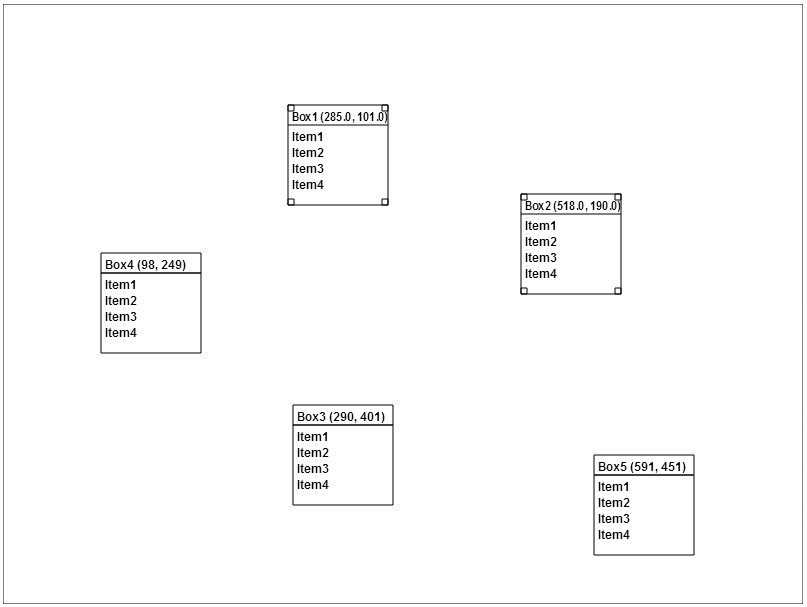 Box1 (285.0, 101.0)
Item1
Item2
Item3
Item4
Box2 (518.0, 190.0)
Item1
Item2
Item3
Item4
Box4 (98, 249)
Item1
Item2
Item3
Item4
Box3 (290, 401)
Item1
Item2
Item3
Item4
Box5 (591, 451)
Item1
Item2
Item3
Item4